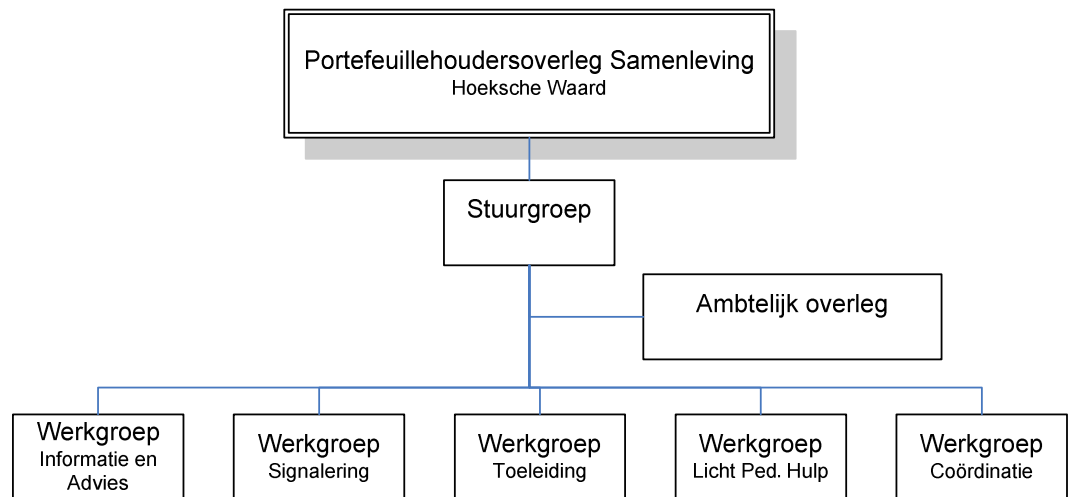 Portefeuillehoudersoverleg Samenleving
Hoeksche Waard
Stuurgroep
Ambtelijk overleg
Werkgroep
Informatie en
Advies
Werkgroep
Signalering
Werkgroep
Toeleiding
Werkgroep
Licht Ped. Hulp
Werkgroep
Coördinatie